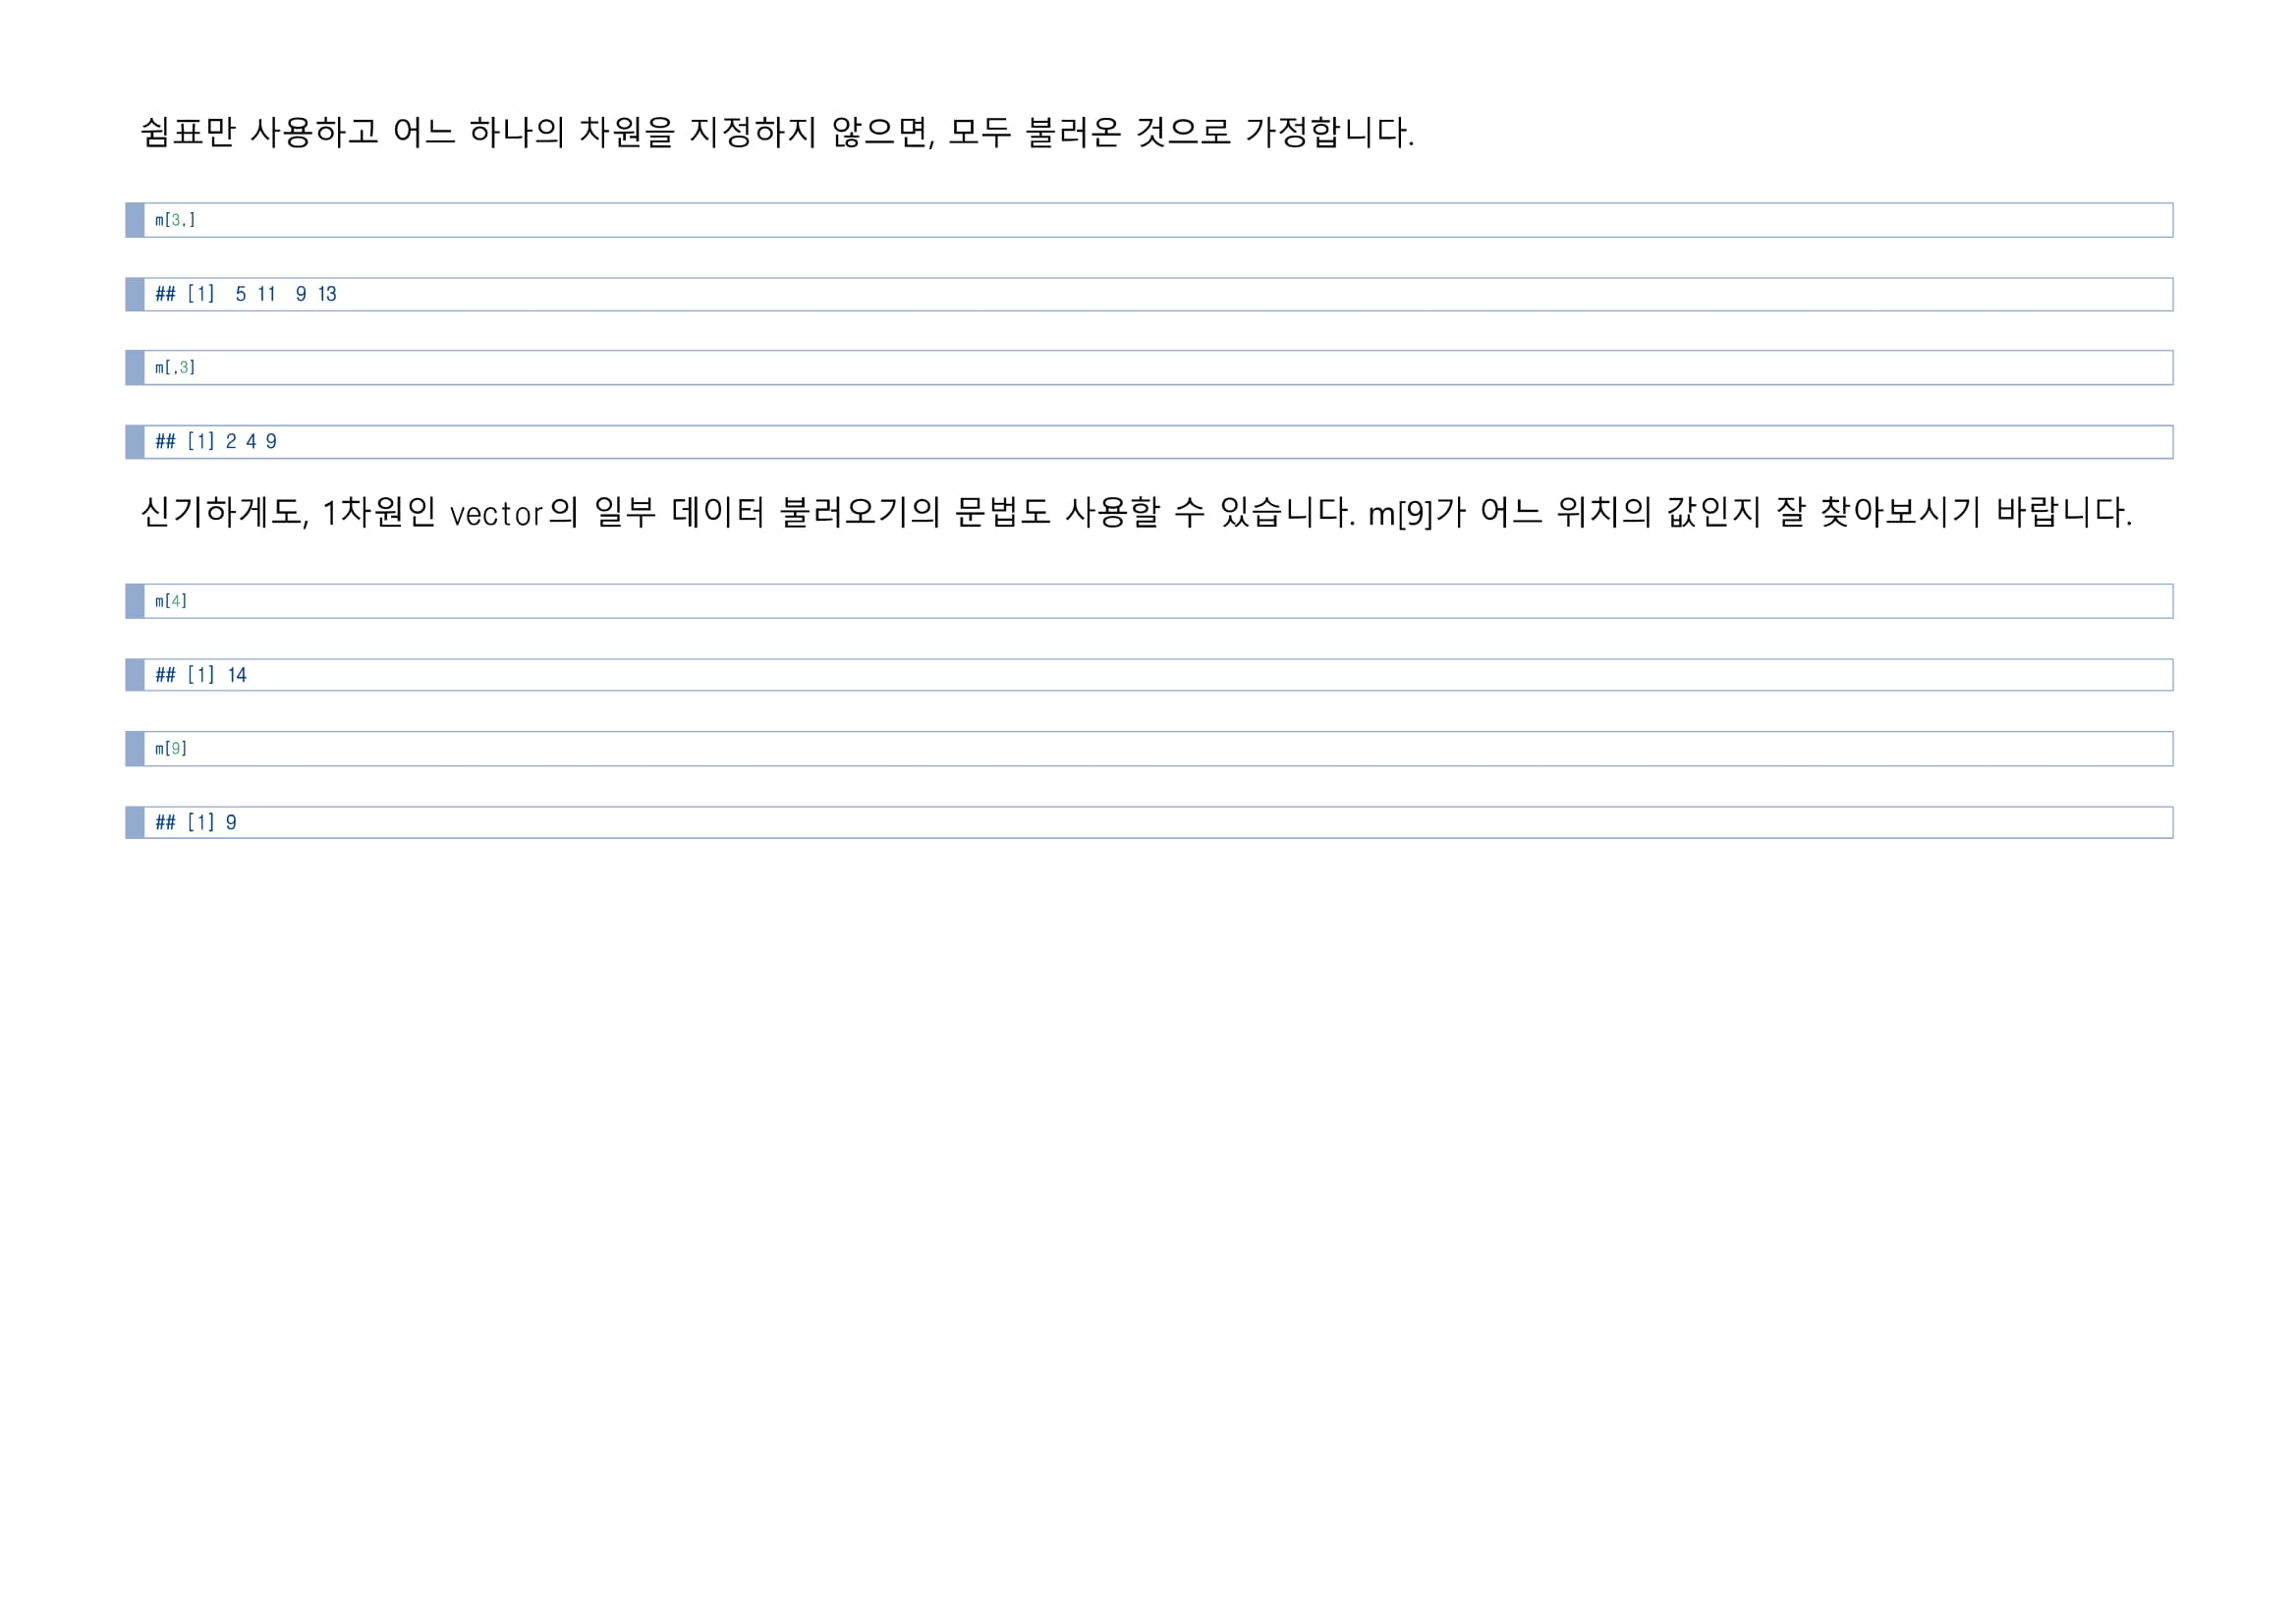 쉼표만 사용하고 어느 하나의 차원을 지정하지 않으면, 모두 불러온 것으로 가정합니다.
m[3,]
## [1]  5 11  9 13
m[,3]
## [1] 2 4 9
신기하게도, 1차원인 vector의 일부 데이터 불러오기의 문법도 사용할 수 있습니다. m[9]가 어느 위치의 값인지 잘 찾아보시기 바랍니다.
m[4]
## [1] 14
m[9]
## [1] 9